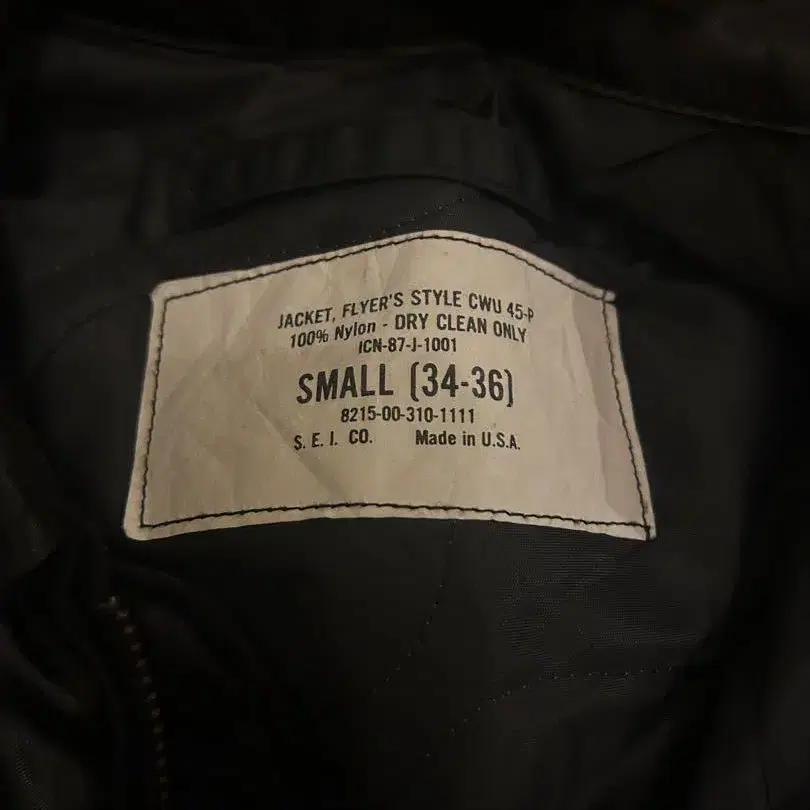 JACKET, FLYER'S STYLE CWU 45-P
100% Nylon - DRY CLEAN ONLY
ICN-87-J-1001
SMALL (34-36)
8215-00-310-1111
S. E. I. CO. Made in U.S.A.